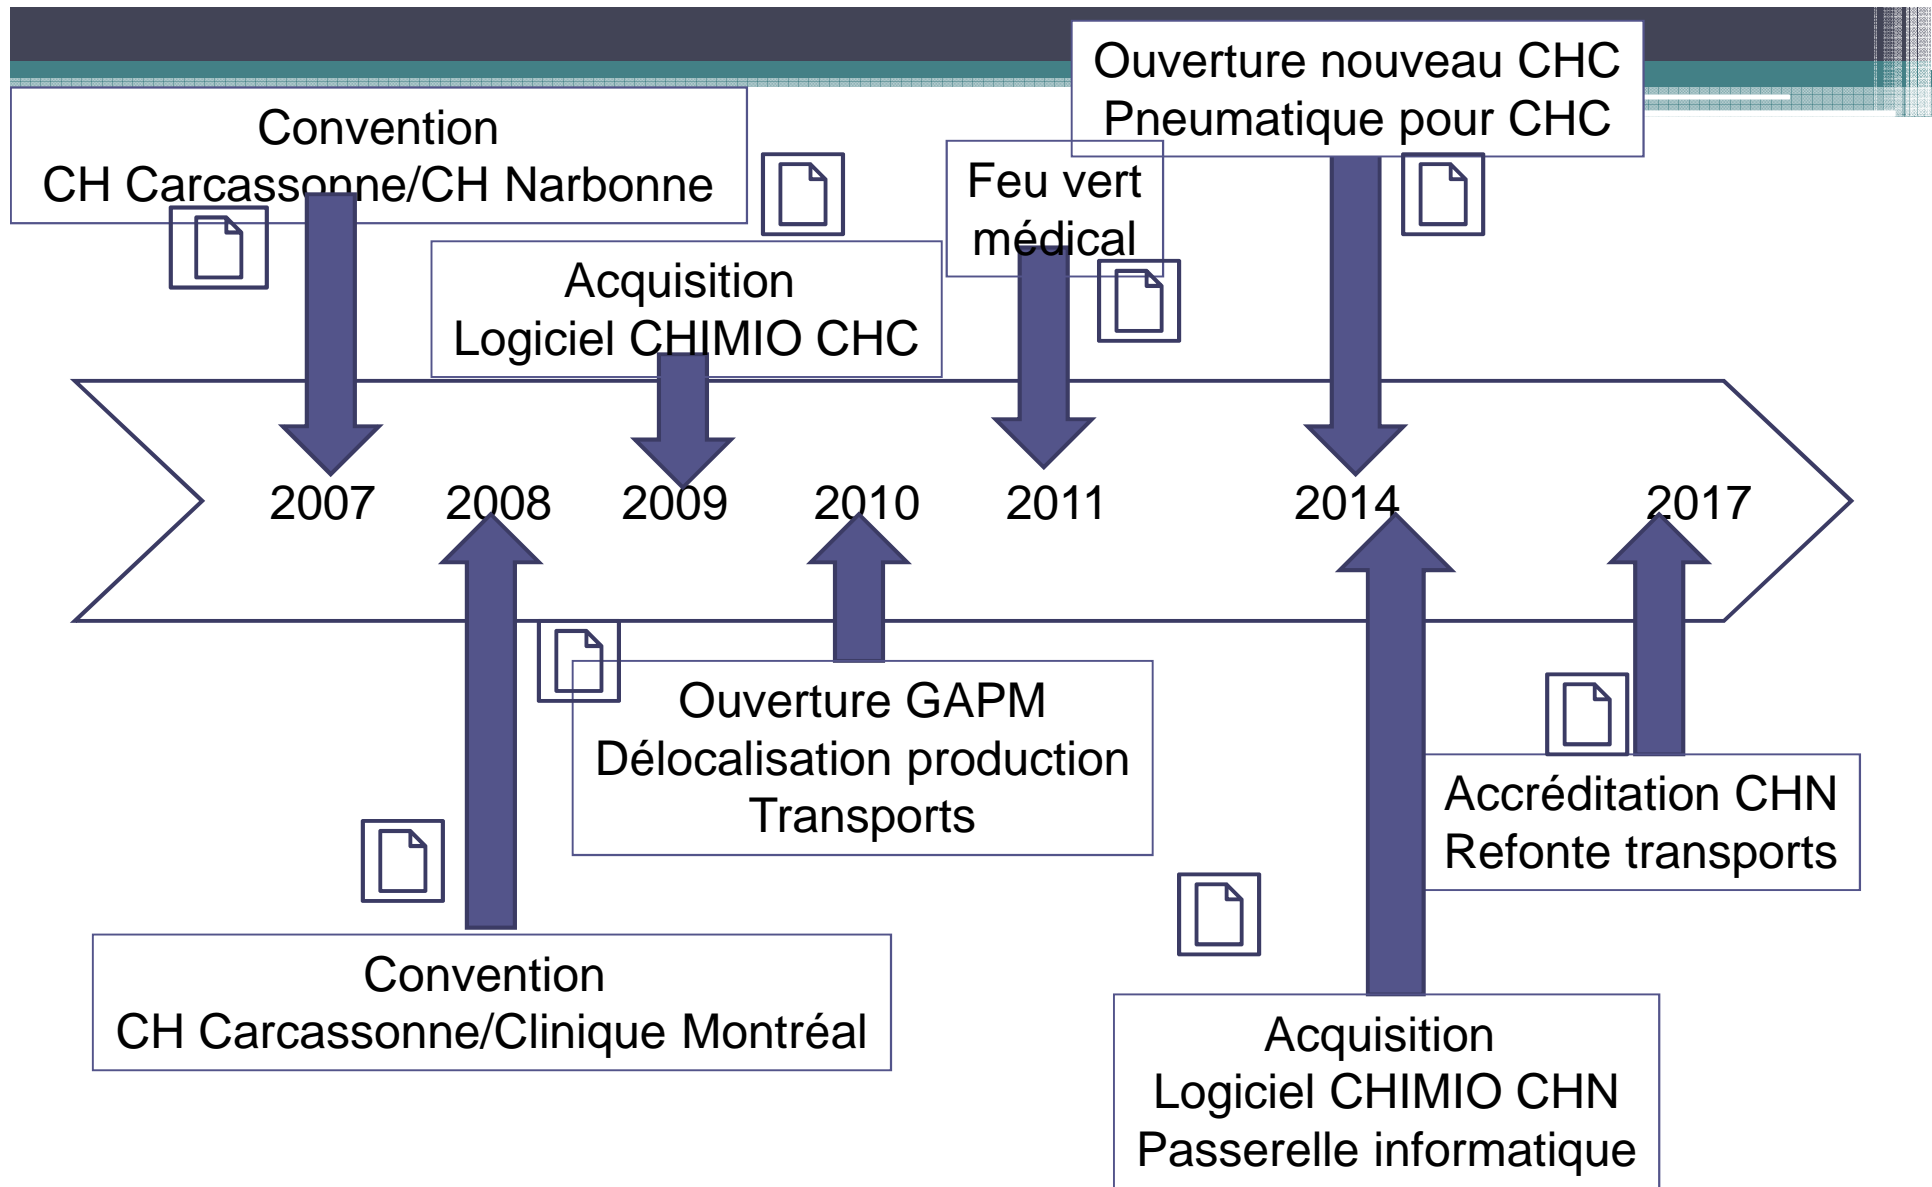 Ouverture nouveau CHC
Pneumatique pour CHC
Convention
CH Carcassonne/CH Narbonne
Feu vert
médical
Acquisition
Logiciel CHIMIO CHC
2007 2008 2009 2010 2011 2014 2017
Ouverture GAPM
Délocalisation production
Transports
Accréditation CHN
Refonte transports
Convention
CH Carcassonne/Clinique Montréal
Acquisition
Logiciel CHIMIO CHN
Passerelle informatique